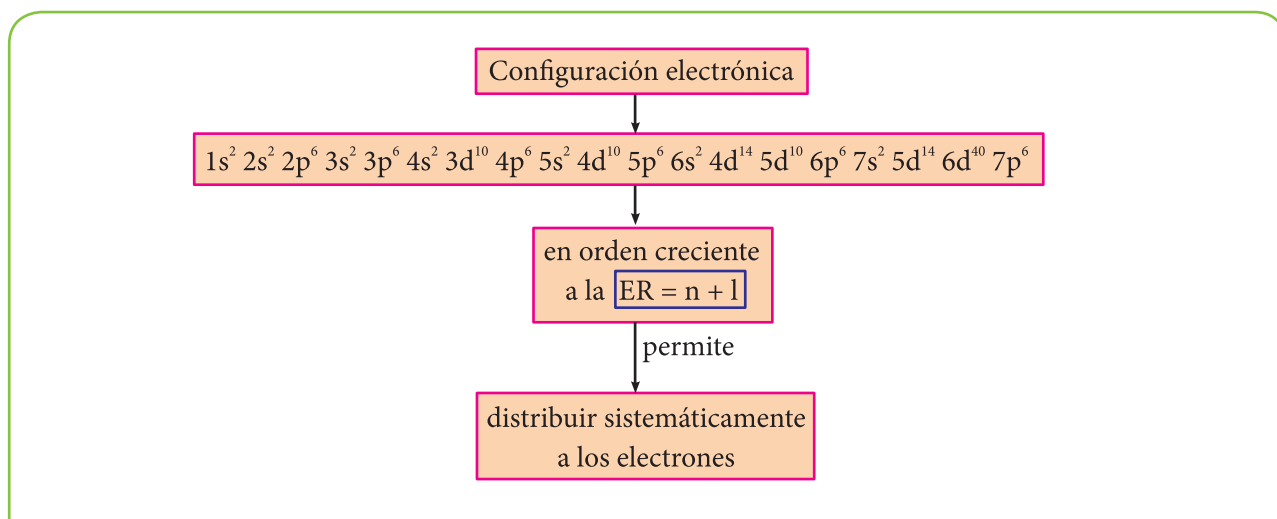 Configuración electrónica
1s² 2s² 2p⁶ 3s² 3p⁶ 4s² 3d¹⁰ 4p⁶ 5s² 4d¹⁰ 5p⁶ 6s² 4d¹⁴ 5d¹⁰ 6p⁶ 7s² 5d¹⁴ 6d⁴⁰ 7p⁶
en orden creciente
a la ER = n + l
permite
distribuir sistemáticamente
a los electrones